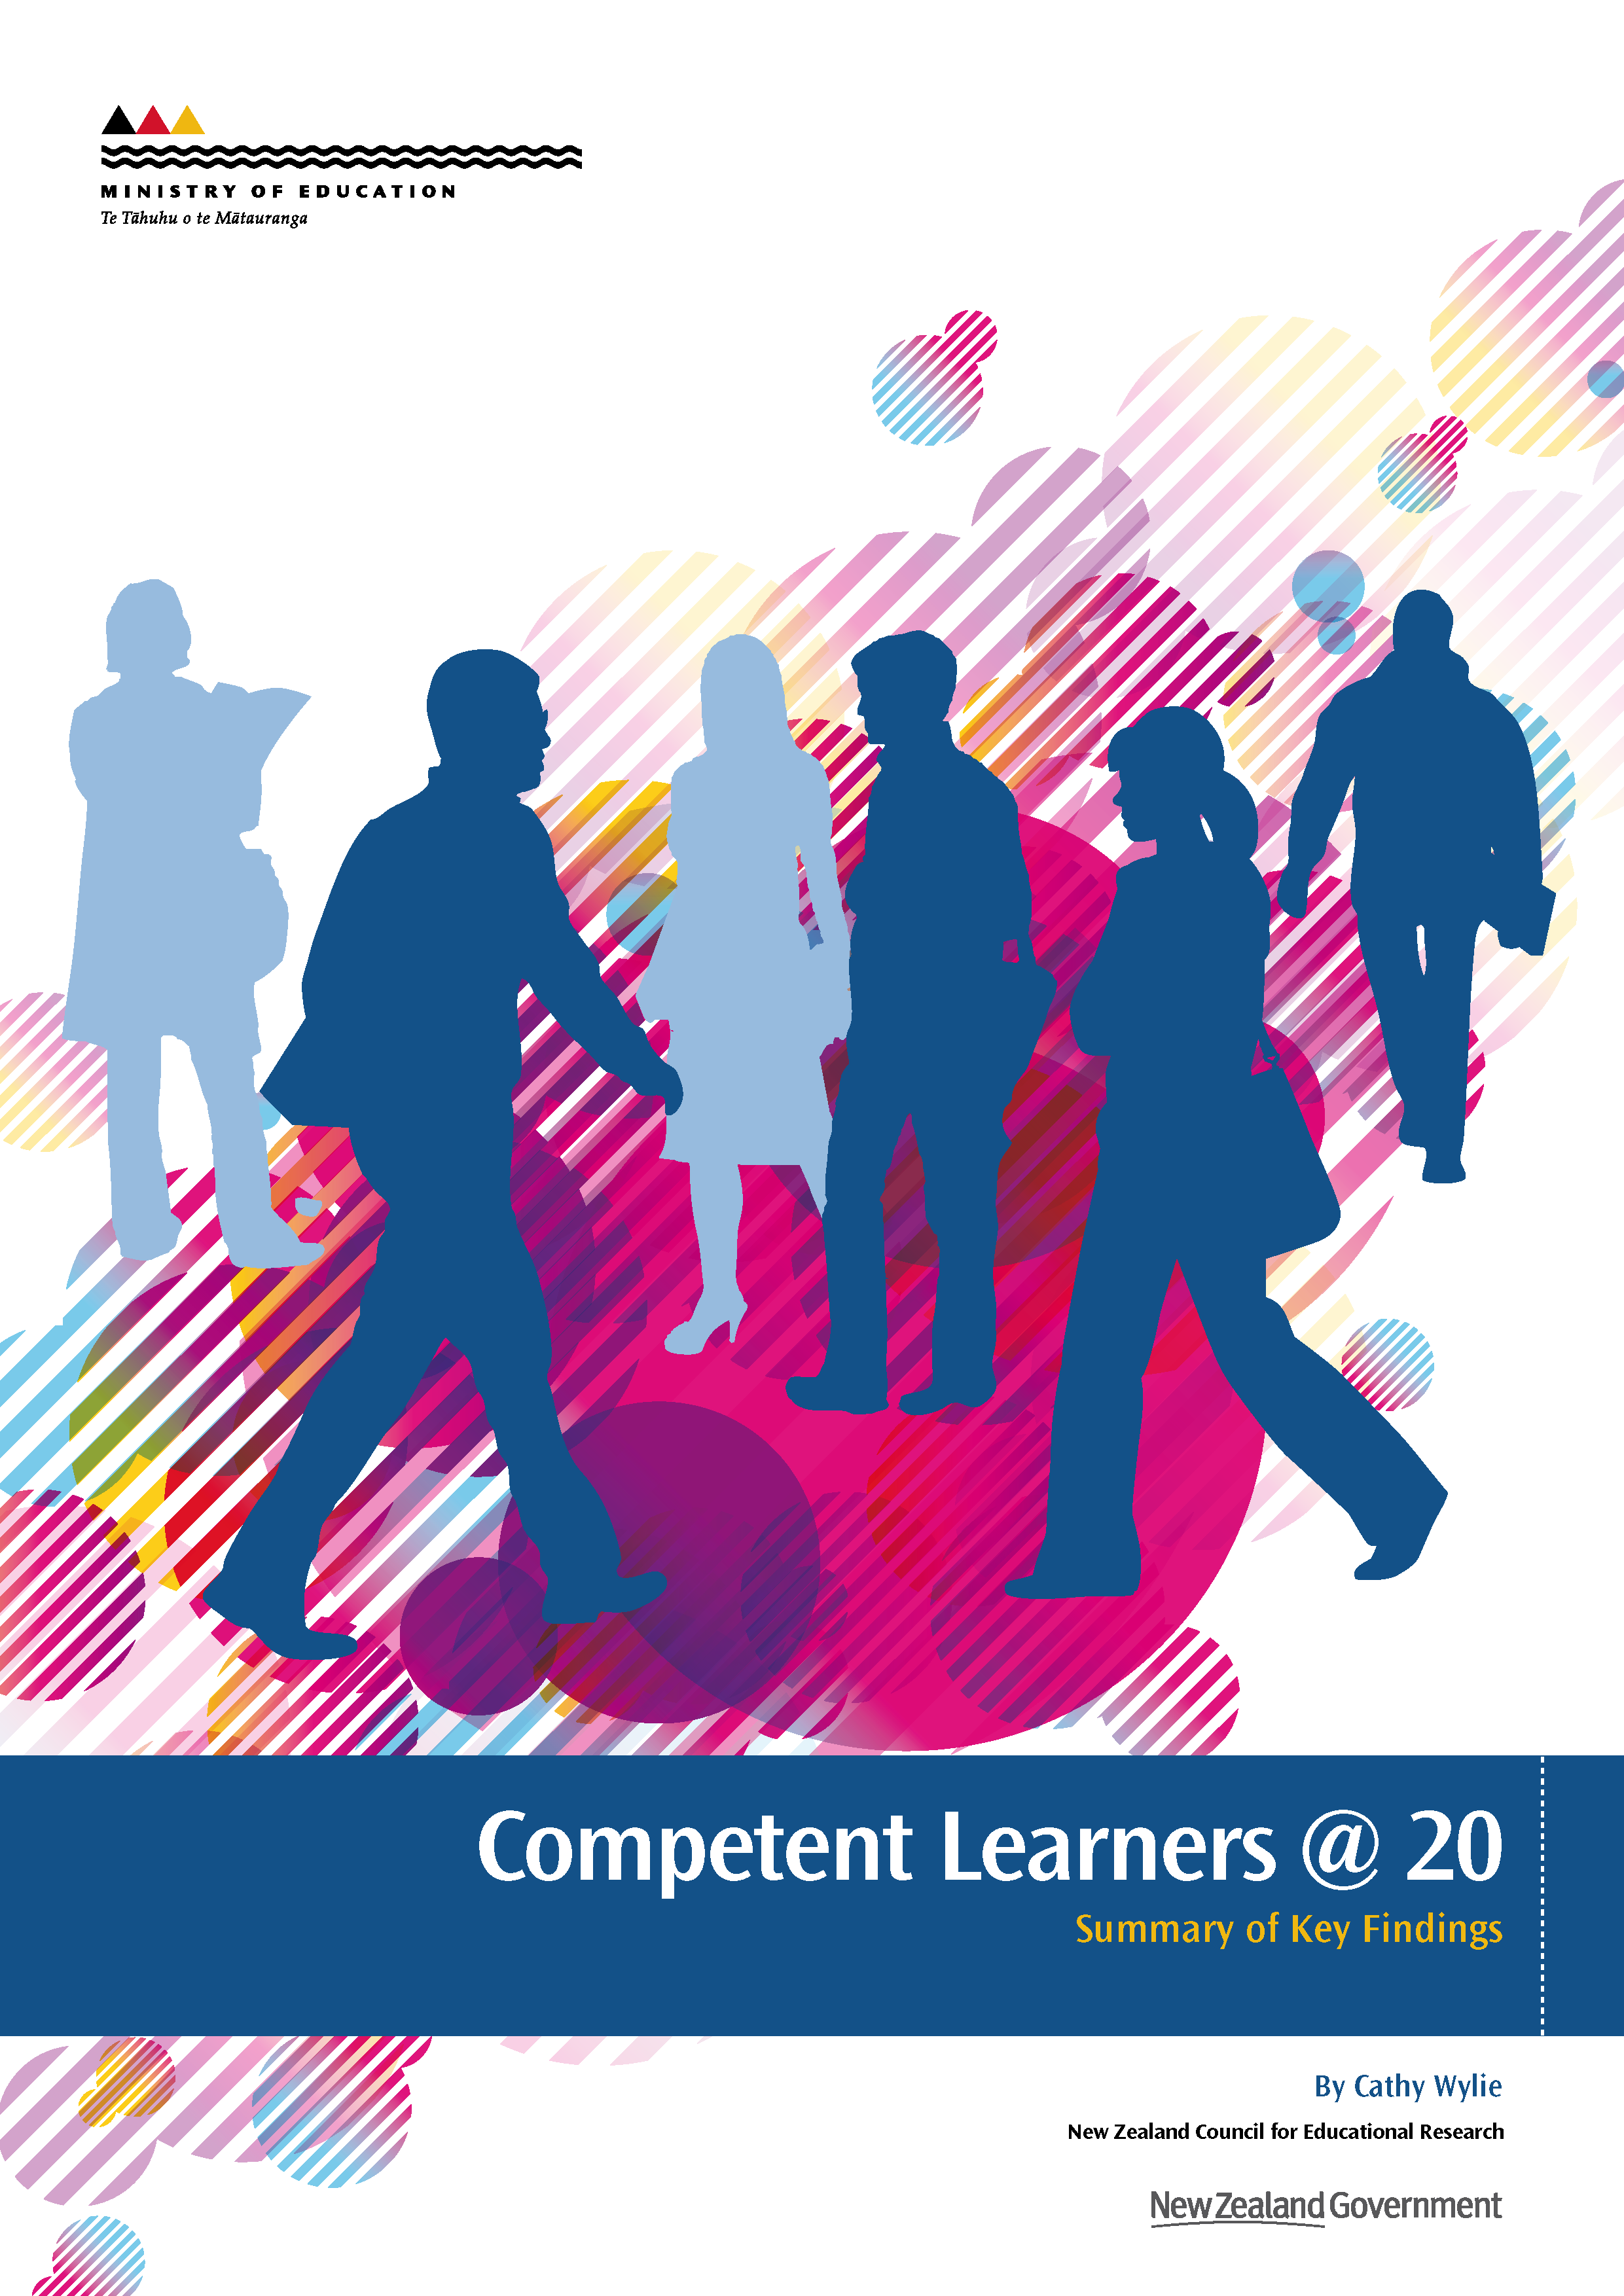 MINISTRY OF EDUCATION
Te Tāhuhu o te Mātauranga
Competent Learners @ 20
Summary of Key Findings
By Cathy Wylie
New Zealand Council for Educational Research
New Zealand Government